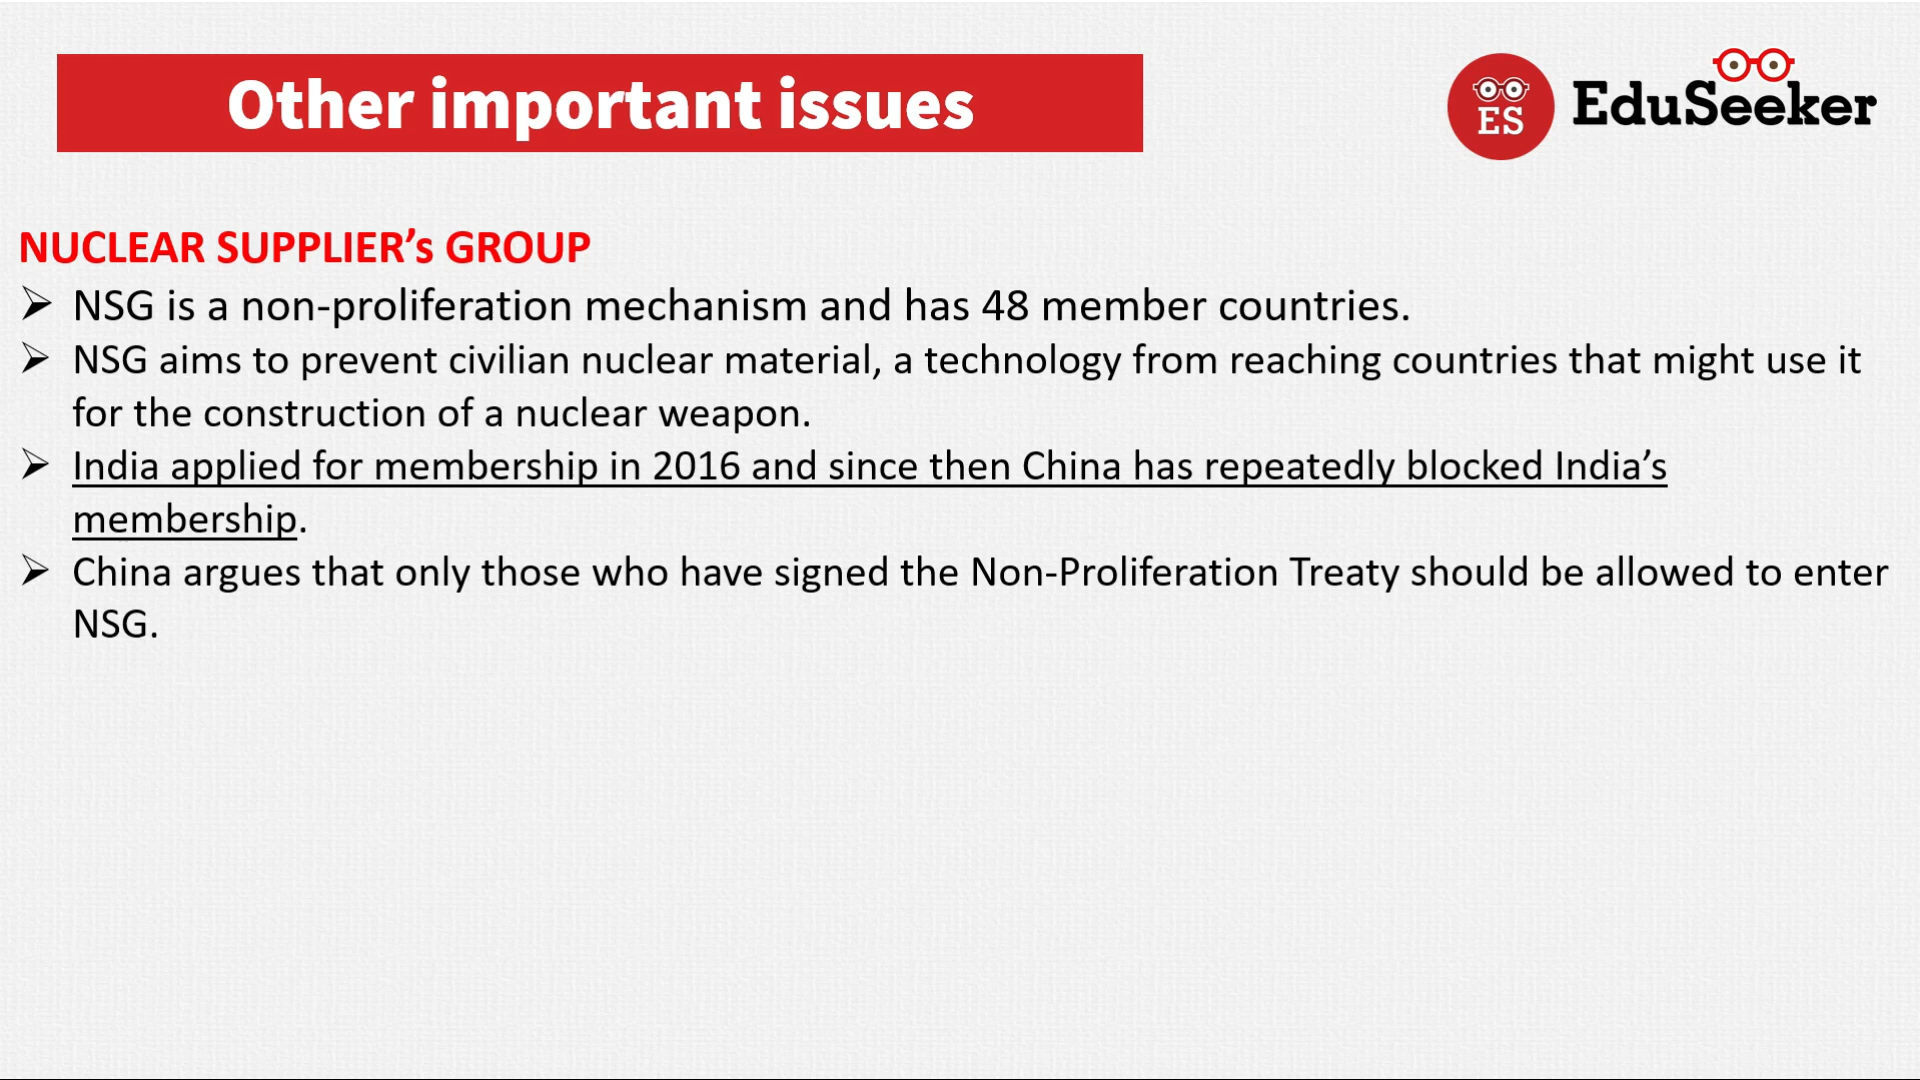 Other important issues
ES
EduSeeker
NUCLEAR SUPPLIER’s GROUP
➢ NSG is a non-proliferation mechanism and has 48 member countries.
➢ NSG aims to prevent civilian nuclear material, a technology from reaching countries that might use it
for the construction of a nuclear weapon.
➢ India applied for membership in 2016 and since then China has repeatedly blocked India’s
membership.
➢ China argues that only those who have signed the Non-Proliferation Treaty should be allowed to enter
NSG.